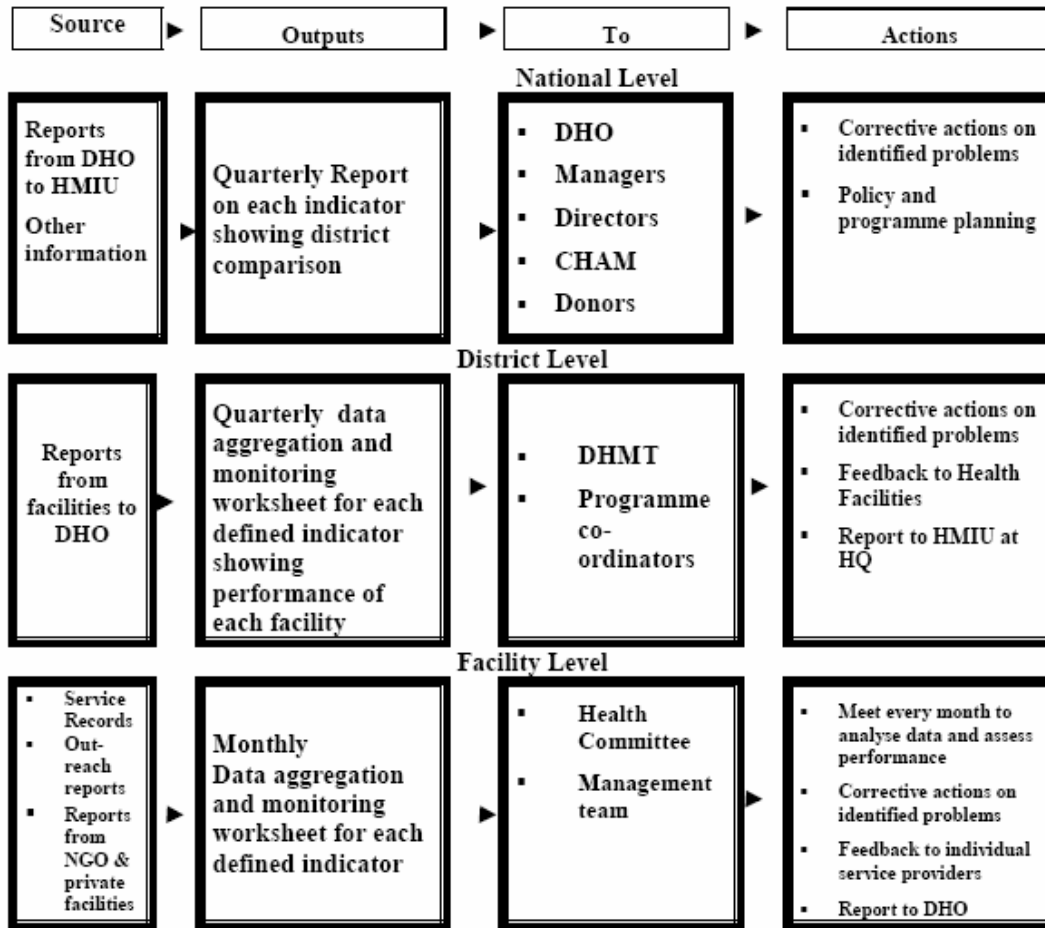 Source
Outputs
To
Actions
National Level
Reports
from DHO
to HMIU
Other
information
Quarterly Report
on each indicator
showing district
comparison
▪ DHO
▪ Managers
▪ Directors
▪ CHAM
▪ Donors
▪ Corrective actions on
identified problems
▪ Policy and
programme planning
District Level
Reports
from
facilities to
DHO
Quarterly data
aggregation and
monitoring
worksheet for each
defined indicator
showing
performance of
each facility
▪ DHMT
▪ Programme
co-
ordinators
▪ Corrective actions on
identified problems
▪ Feedback to Health
Facilities
▪ Report to HMIU at
HQ
Facility Level
▪ Service
Records
▪ Out-
reach
reports
▪ Reports
from
NGO &
private
facilities
Monthly
Data aggregation
and monitoring
worksheet for each
defined indicator
▪ Health
Committee
▪ Management
team
▪ Meet every month to
analyse data and assess
performance
▪ Corrective actions on
identified problems
▪ Feedback to individual
service providers
▪ Report to DHO